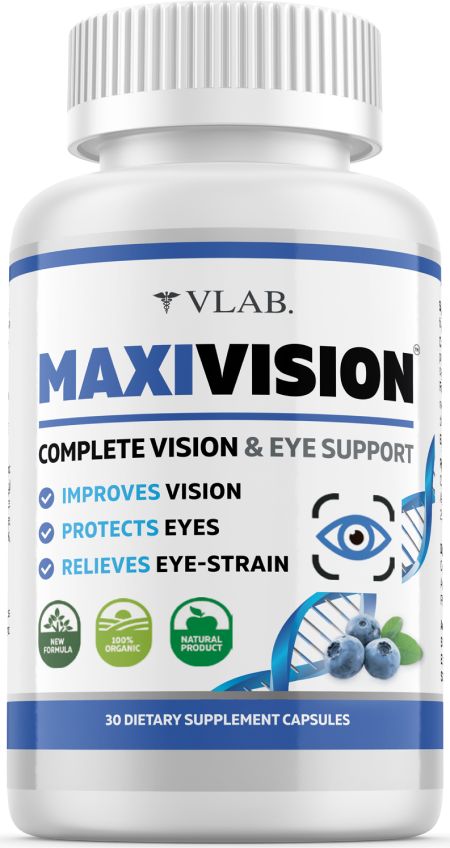 VLAB.
MAXIVISION™
COMPLETE VISION & EYE SUPPORT
IMPROVES VISION
PROTECTS EYES
RELIEVES EYE-STRAIN
NEW
FORMULA
100%
ORGANIC
NATURAL
PRODUCT
30 DIETARY SUPPLEMENT CAPSULES